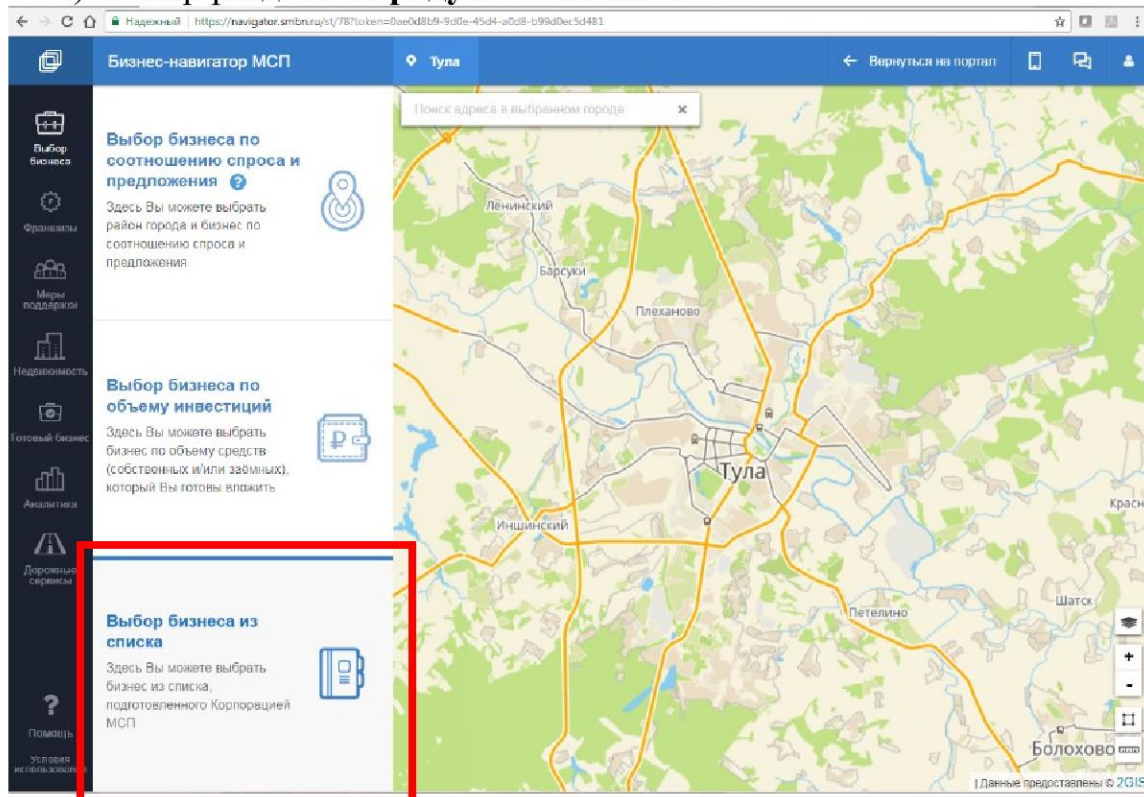 Надежный | https://navigator.smbn.ru/st/78?token=0ae0d8b9-9d0e-45d4-a0d8-b99d0ec5d481
Бизнес-навигатор МСП
Тула
Вернуться на портал
Поиск адреса в выбранном городе
Выбор
бизнеса
Франшизы
Меры
поддержки
Недвижимость
Готовый бизнес
Аналитика
Дорожные
сервисы
?
Помощь
Условия
использования
Выбор бизнеса по
соотношению спроса и
предложения ?
Здесь Вы можете выбрать
район города и бизнес по
соотношению спроса и
предложения
Выбор бизнеса по
объему инвестиций
Здесь Вы можете выбрать
бизнес по объему средств
(собственных и/или заёмных),
который Вы готовы вложить
Выбор бизнеса из
списка
Здесь Вы можете выбрать
бизнес из списка,
подготовленного Корпорацией
МСП
Ленинский
Барсуки
Плеханово
Тула
Иншинский
Красн
Шатск
Петелино
+
-
Болохово
Данные предоставлены © 2GIS